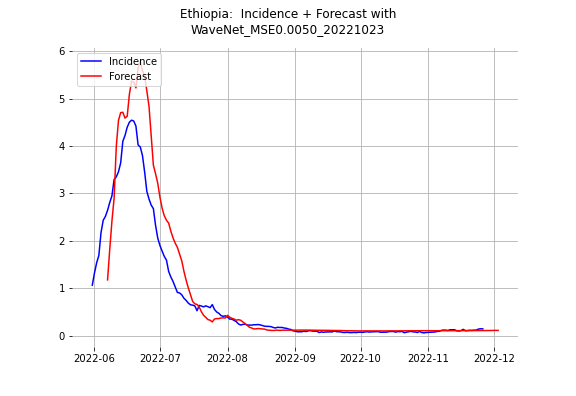 Ethiopia:  Incidence + Forecast with
WaveNet_MSE0.0050_20221023
Incidence
Forecast
6
5
4
3
2
1
0
2022-06 2022-07 2022-08 2022-09 2022-10 2022-11 2022-12